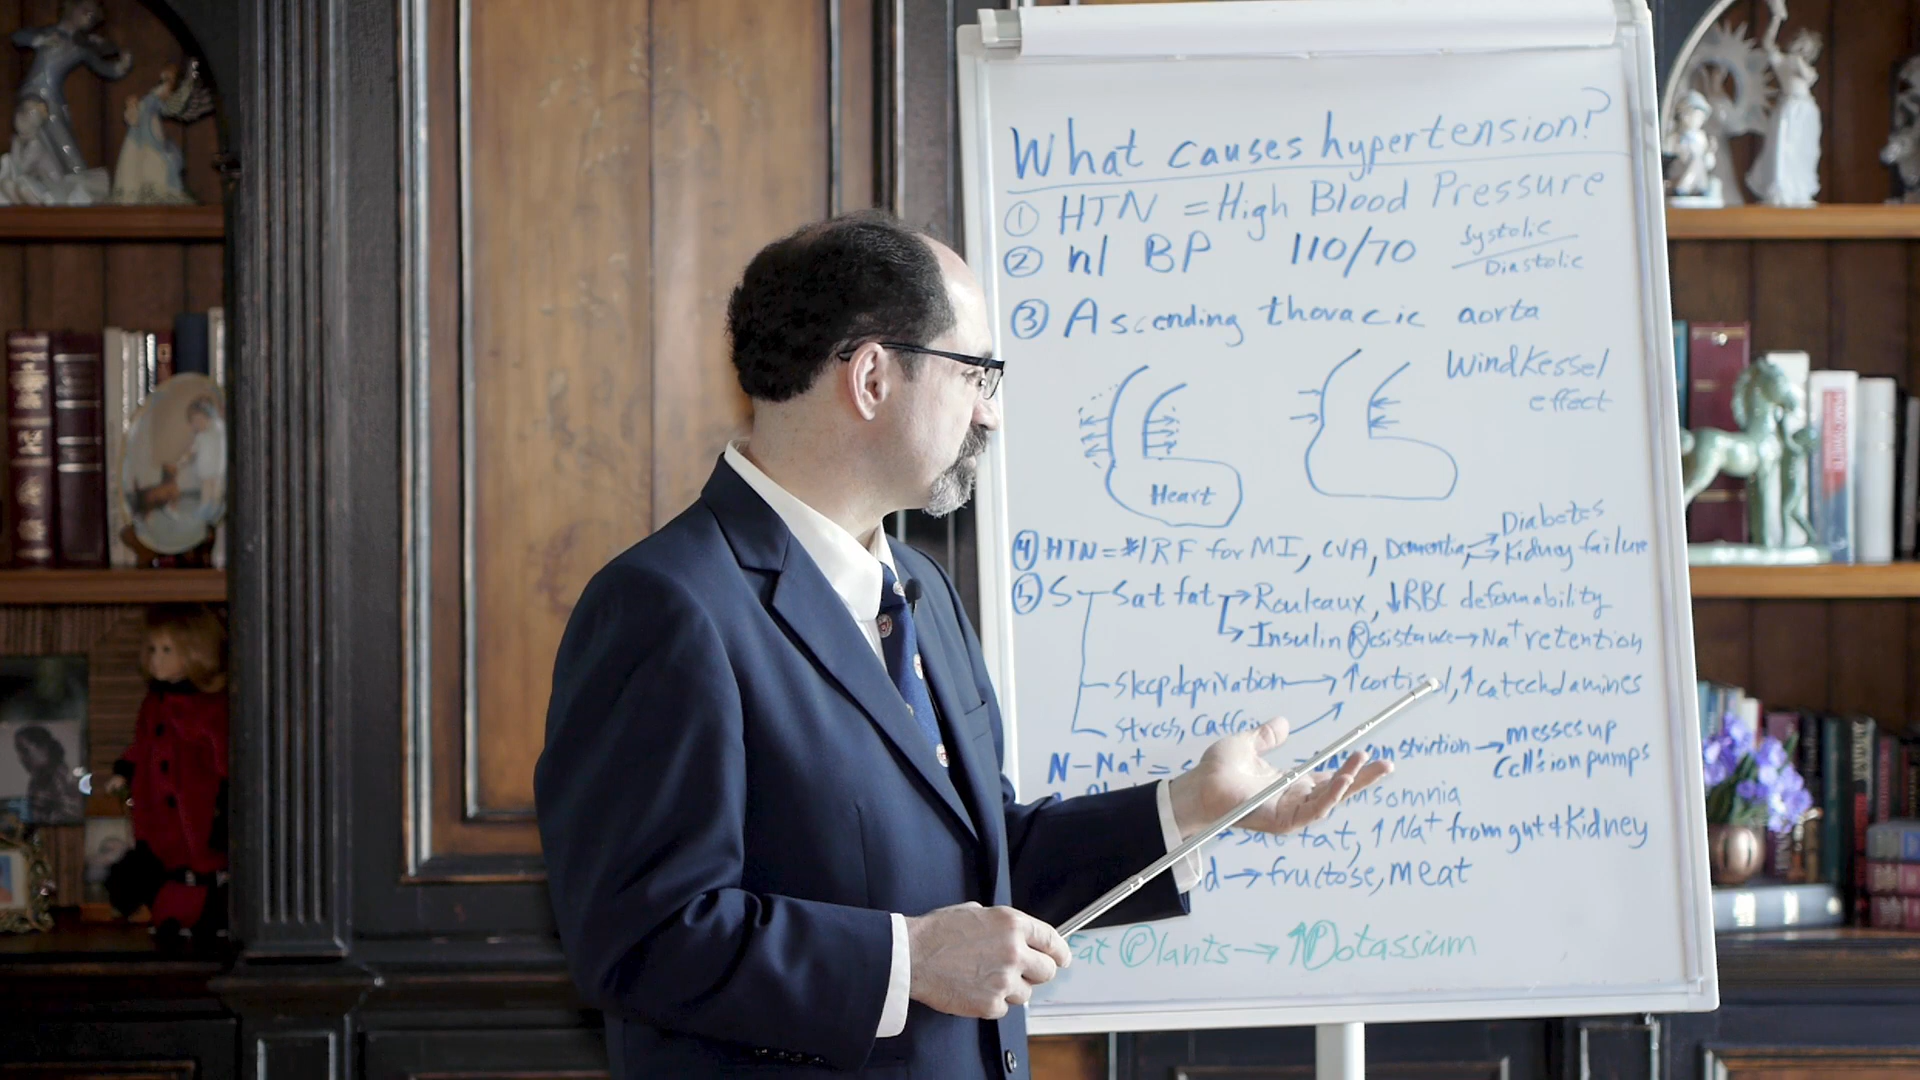 What causes hypertension?
① HTN = High Blood Pressure
② nl BP 110/70 Systolic
Diastolic
③ Ascending thoracic aorta
Windkessel
effect
Heart
④ HTN = #1 RF for MI, CVA, Dementia, → Diabetes
→ Kidney failure
⑤ S Sat fat → Rouleaux, ↓RBC deformability
→ Insulin Resistance → Na⁺ retention
Sleep deprivation → ↑cortisol, ↑catecholamines
Stress, Caffein
N - Na⁺ = striction → messes up
Cell's ion pumps
insomnia
sat fat, ↑Na⁺ from gut & Kidney
→ fructose, meat
Eat Plants → ↑Potassium